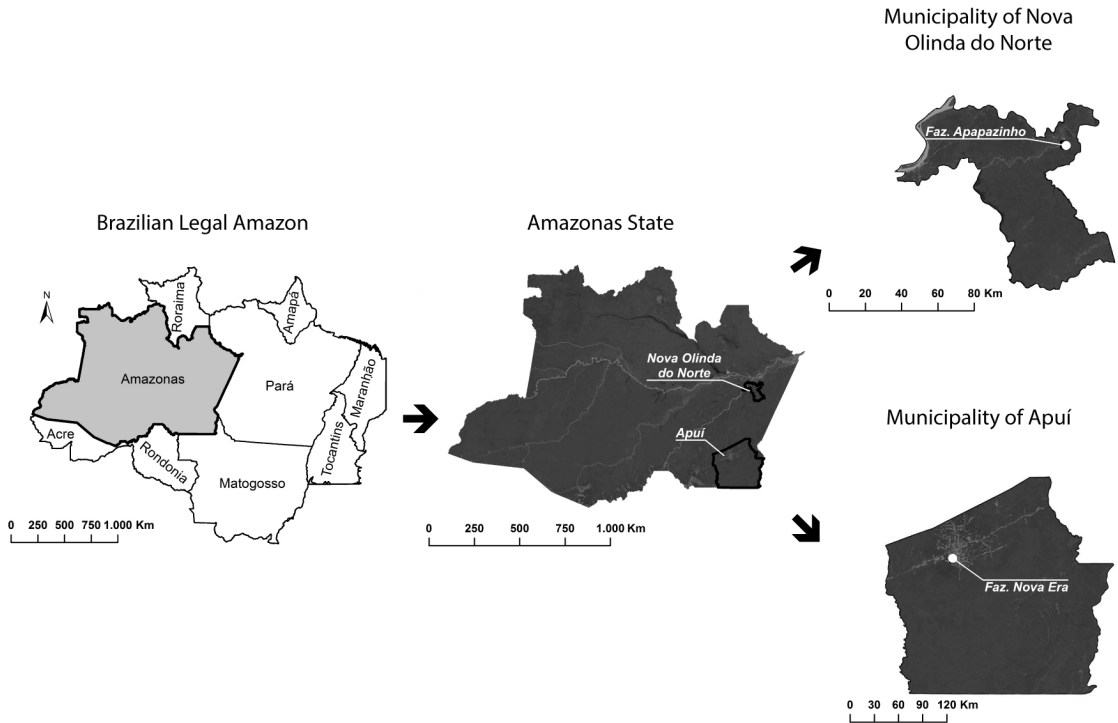 Municipality of Nova
Olinda do Norte
Faz. Apapazinho
0 20 40 60 80 Km
Brazilian Legal Amazon
N
Roraima
Amapá
Amazonas
Pará
Maranhão
Tocantins
Acre
Rondonia
Matogosso
0 250 500 750 1.000 Km
Amazonas State
Nova Olinda
do Norte
Apuí
0 250 500 750 1.000 Km
Municipality of Apuí
Faz. Nova Era
0 30 60 90 120 Km